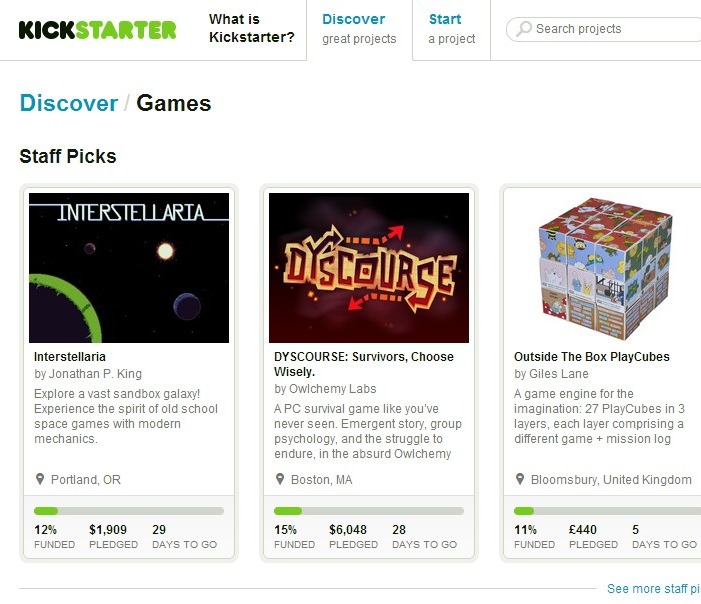 KICKSTARTER
What is
Kickstarter?
Discover
great projects
Start
a project
Search projects
Discover / Games
Staff Picks
INTERSTELLARIA
Interstellaria
by Jonathan P. King
Explore a vast sandbox galaxy!
Experience the spirit of old school
space games with modern
mechanics.
Portland, OR
12%
$1,909
29
FUNDED
PLEDGED
DAYS TO GO
DYSCOURSE
DYSCOURSE: Survivors, Choose
Wisely.
by Owlchemy Labs
A PC survival game like you've
never seen. Emergent story, group
psychology, and the struggle to
endure, in the absurd Owlchemy
Boston, MA
15%
$6,048
28
FUNDED
PLEDGED
DAYS TO GO
Outside The Box PlayCubes
by Giles Lane
A game engine for the
imagination: 27 PlayCubes in 3
layers, each layer comprising a
different game + mission log
Bloomsbury, United Kingdom
11%
£440
5
FUNDED
PLEDGED
DAYS TO GO
See more staff pi